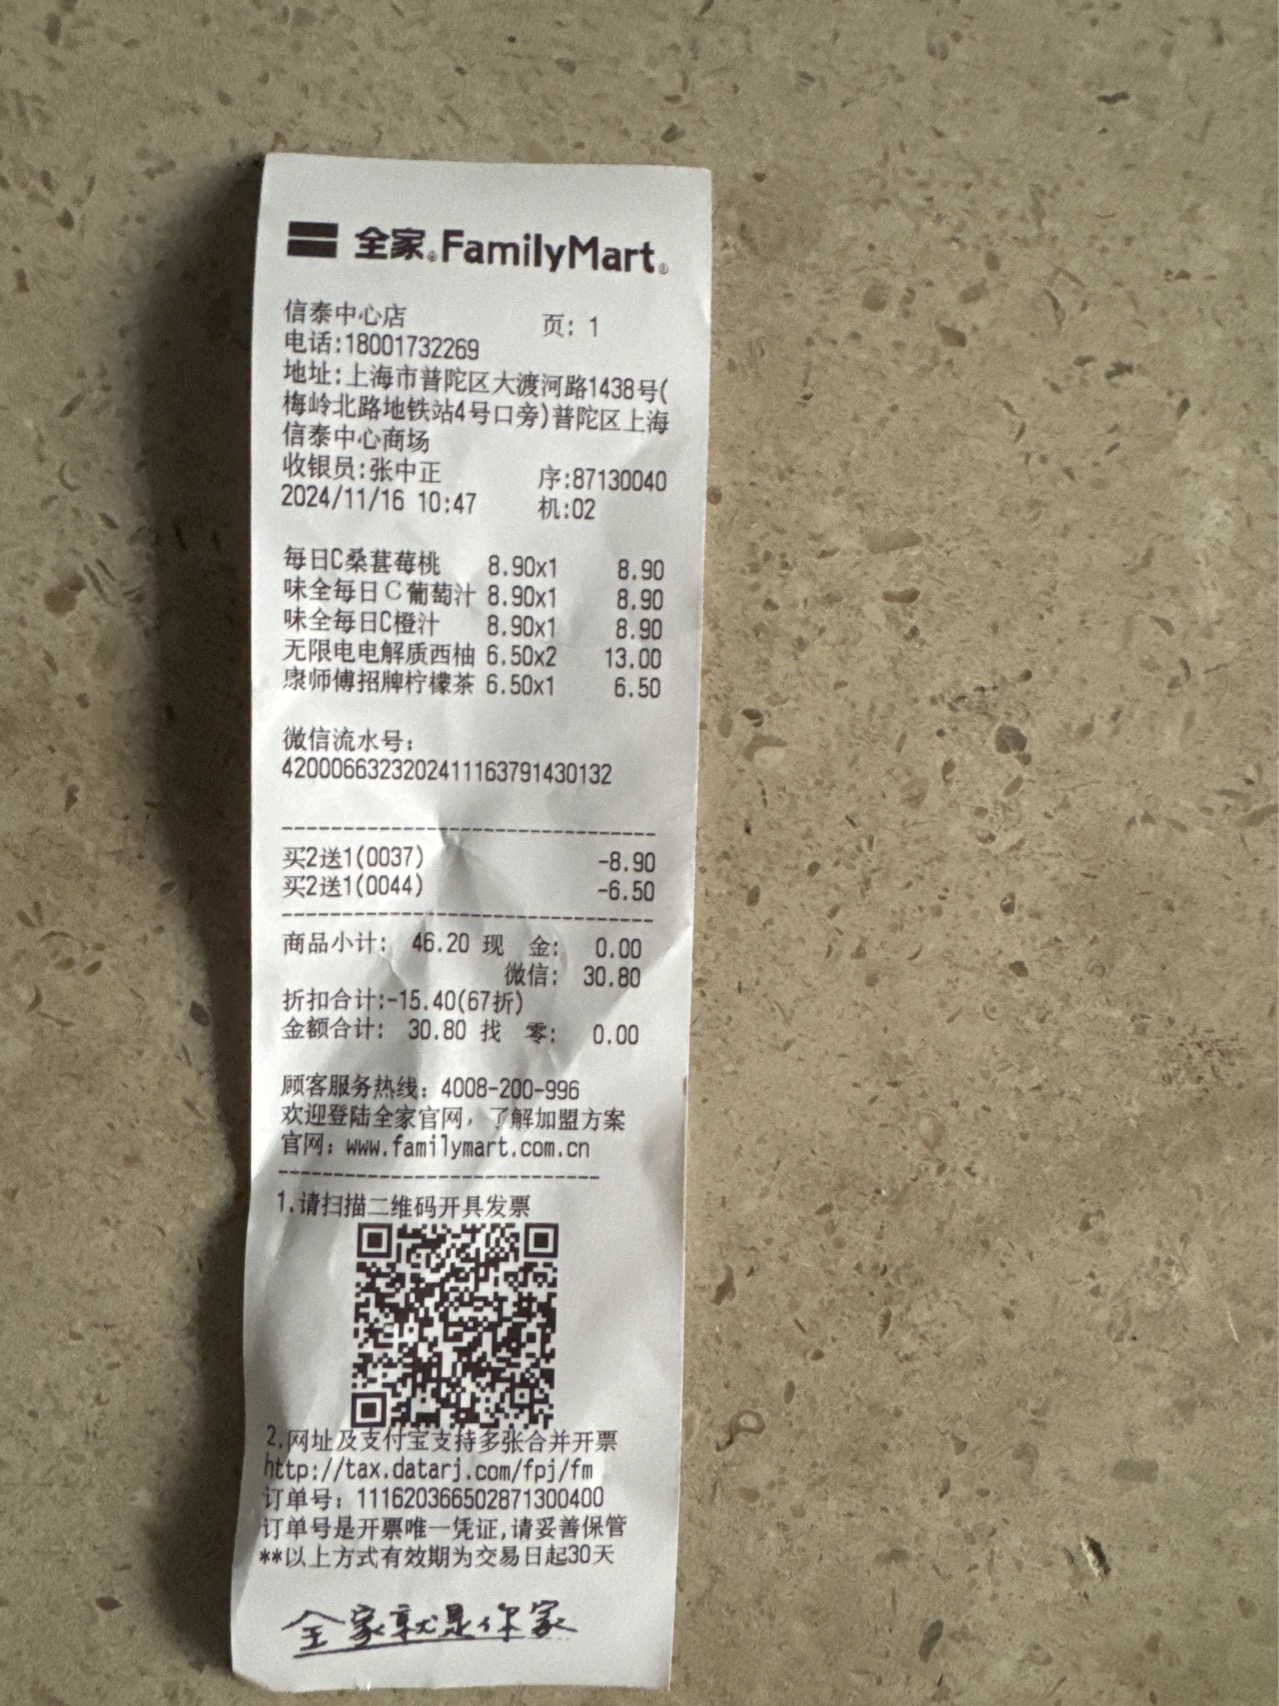 全家®FamilyMart®
信泰中心店 页: 1
电话:18001732269
地址:上海市普陀区大渡河路1438号(
梅岭北路地铁站4号口旁)普陀区上海
信泰中心商场
收银员:张中正 序:87130040
2024/11/16 10:47 机:02
每日C桑葚莓桃 8.90x1 8.90
味全每日C葡萄汁 8.90x1 8.90
味全每日C橙汁 8.90x1 8.90
无限电电解质西柚 6.50x2 13.00
康师傅招牌柠檬茶 6.50x1 6.50
微信流水号:
4200066323202411163791430132
--------------------------------
买2送1(0037) -8.90
买2送1(0044) -6.50
--------------------------------
商品小计: 46.20 现 金: 0.00
微信: 30.80
折扣合计:-15.40(67折)
金额合计: 30.80 找 零: 0.00
顾客服务热线: 4008-200-996
欢迎登陆全家官网，了解加盟方案
官网: www.familymart.com.cn
----------------------------
1.请扫描二维码开具发票
2.网址及支付宝支持多张合并开票
http://tax.datarj.com/fpj/fm
订单号: 111620366502871300400
订单号是开票唯一凭证,请妥善保管
**以上方式有效期为交易日起30天
全家就是你家